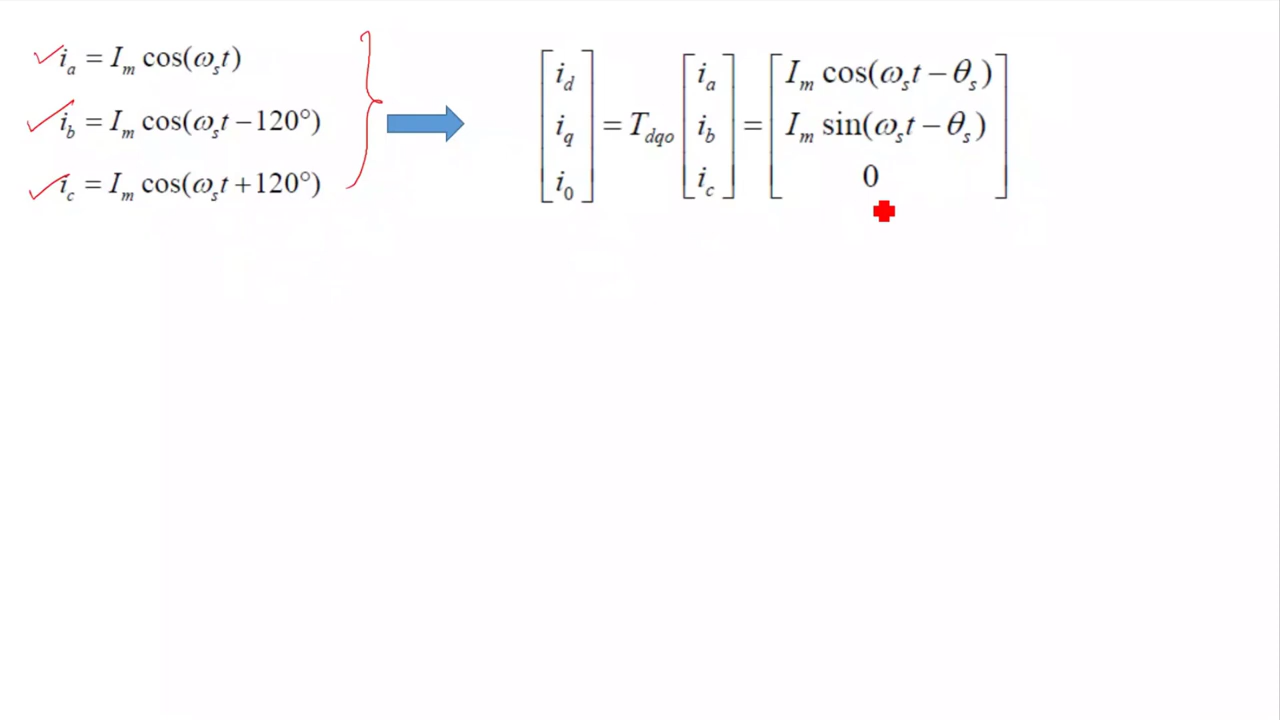 i_a = I_m cos(ω_s t)
i_b = I_m cos(ω_s t − 120°)
i_c = I_m cos(ω_s t + 120°)
[i_d i_q i_0] = T_dqo [i_a i_b i_c] = [I_m cos(ω_s t − θ_s) I_m sin(ω_s t − θ_s) 0]